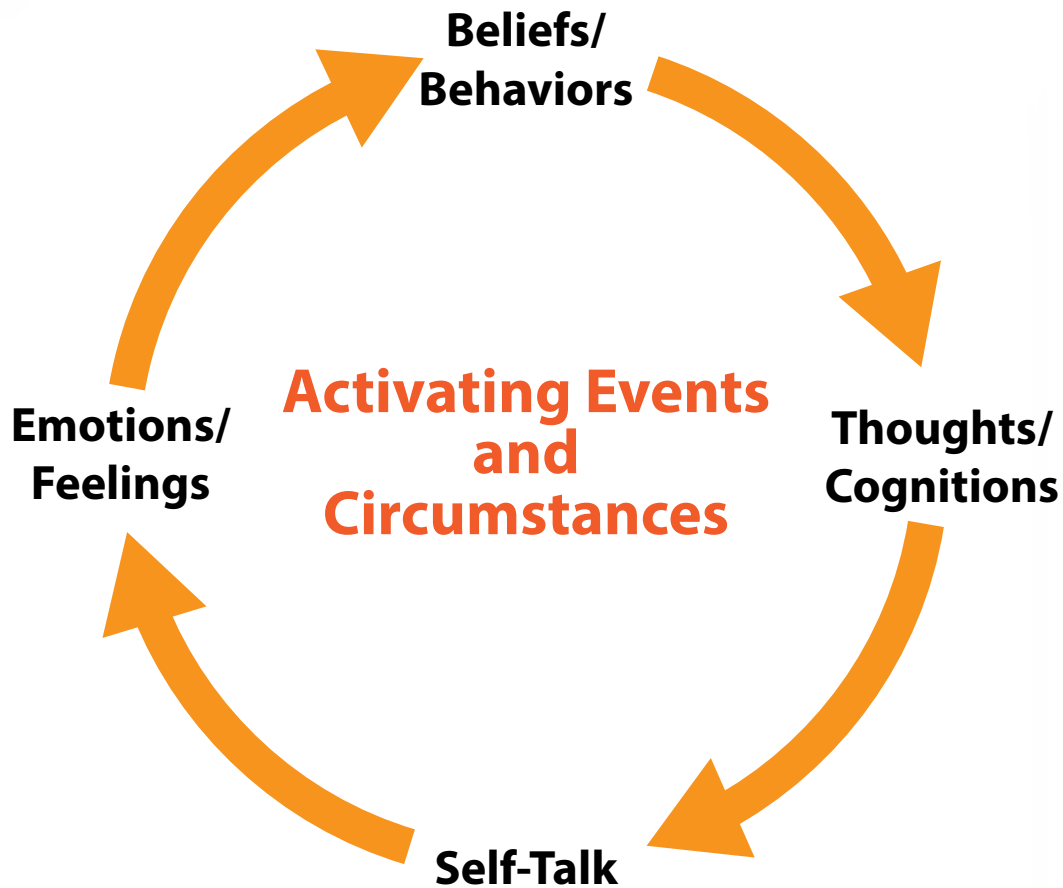 Beliefs/
Behaviors
Activating Events
and
Circumstances
Emotions/
Feelings
Thoughts/
Cognitions
Self-Talk